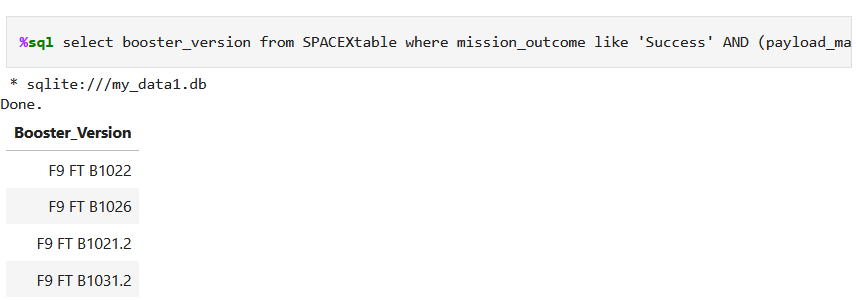 %sql select booster_version from SPACEXtable where mission_outcome like 'Success' AND (payload_ma
* sqlite:///my_data1.db
Done.
Booster_Version
F9 FT B1022
F9 FT B1026
F9 FT B1021.2
F9 FT B1031.2